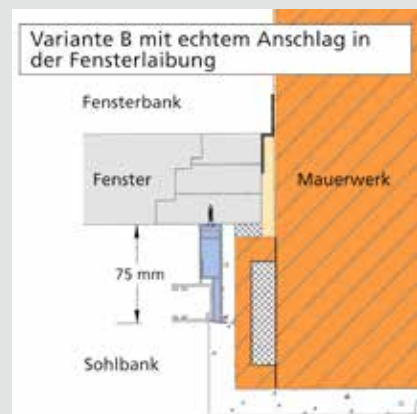 Variante B mit echtem Anschlag in
der Fensterlaibung
Fensterbank
Fenster
Mauerwerk
75 mm
Sohlbank